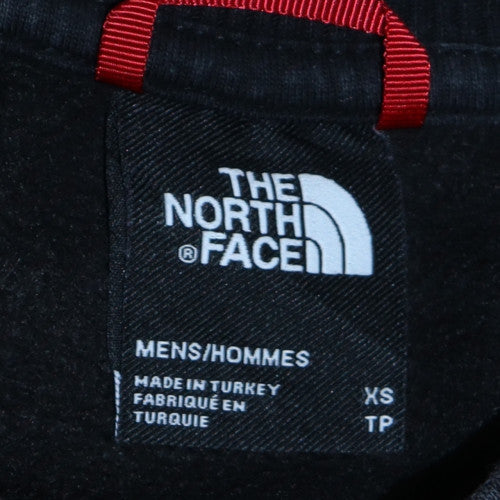 THE
NORTH
® FACE
MENS/HOMMES
MADE IN TURKEY XS
FABRIQUÉ EN
TURQUIE TP